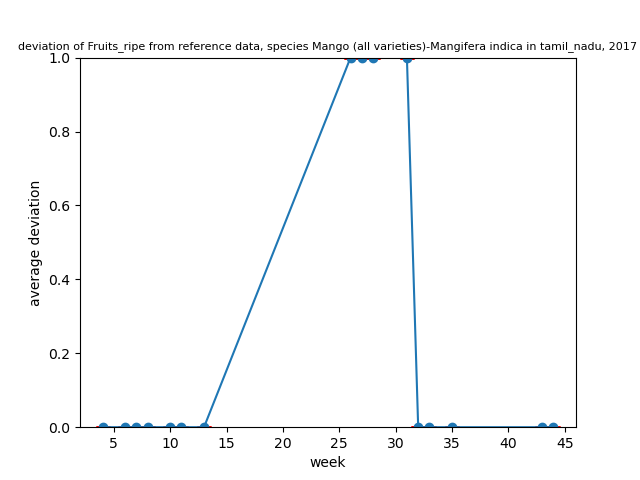 deviation of Fruits_ripe from reference data, species Mango (all varieties)-Mangifera indica in tamil_nadu, 2017
1.0
0.8
0.6
0.4
0.2
0.0
average deviation
5 10 15 20 25 30 35 40 45
week